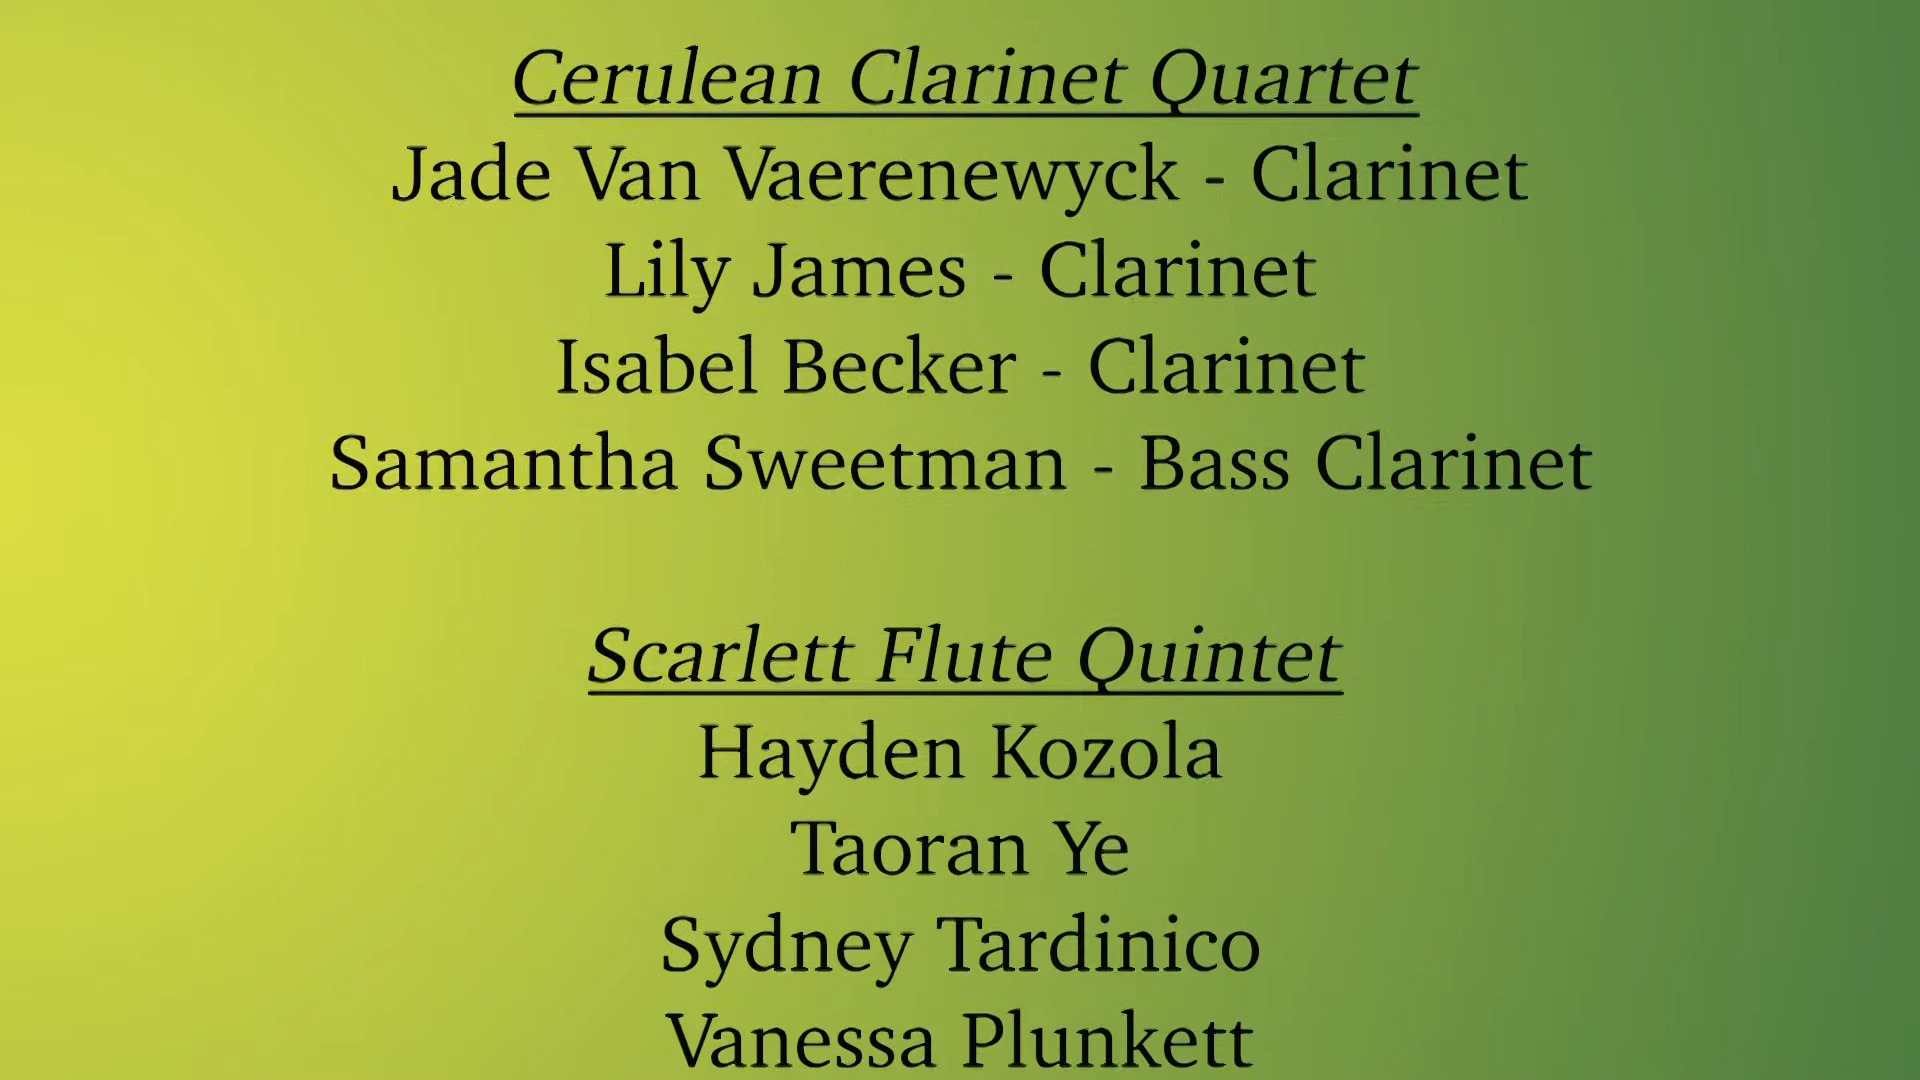 Cerulean Clarinet Quartet
Jade Van Vaerenewyck - Clarinet
Lily James - Clarinet
Isabel Becker - Clarinet
Samantha Sweetman - Bass Clarinet
Scarlett Flute Quintet
Hayden Kozola
Taoran Ye
Sydney Tardinico
Vanessa Plunkett